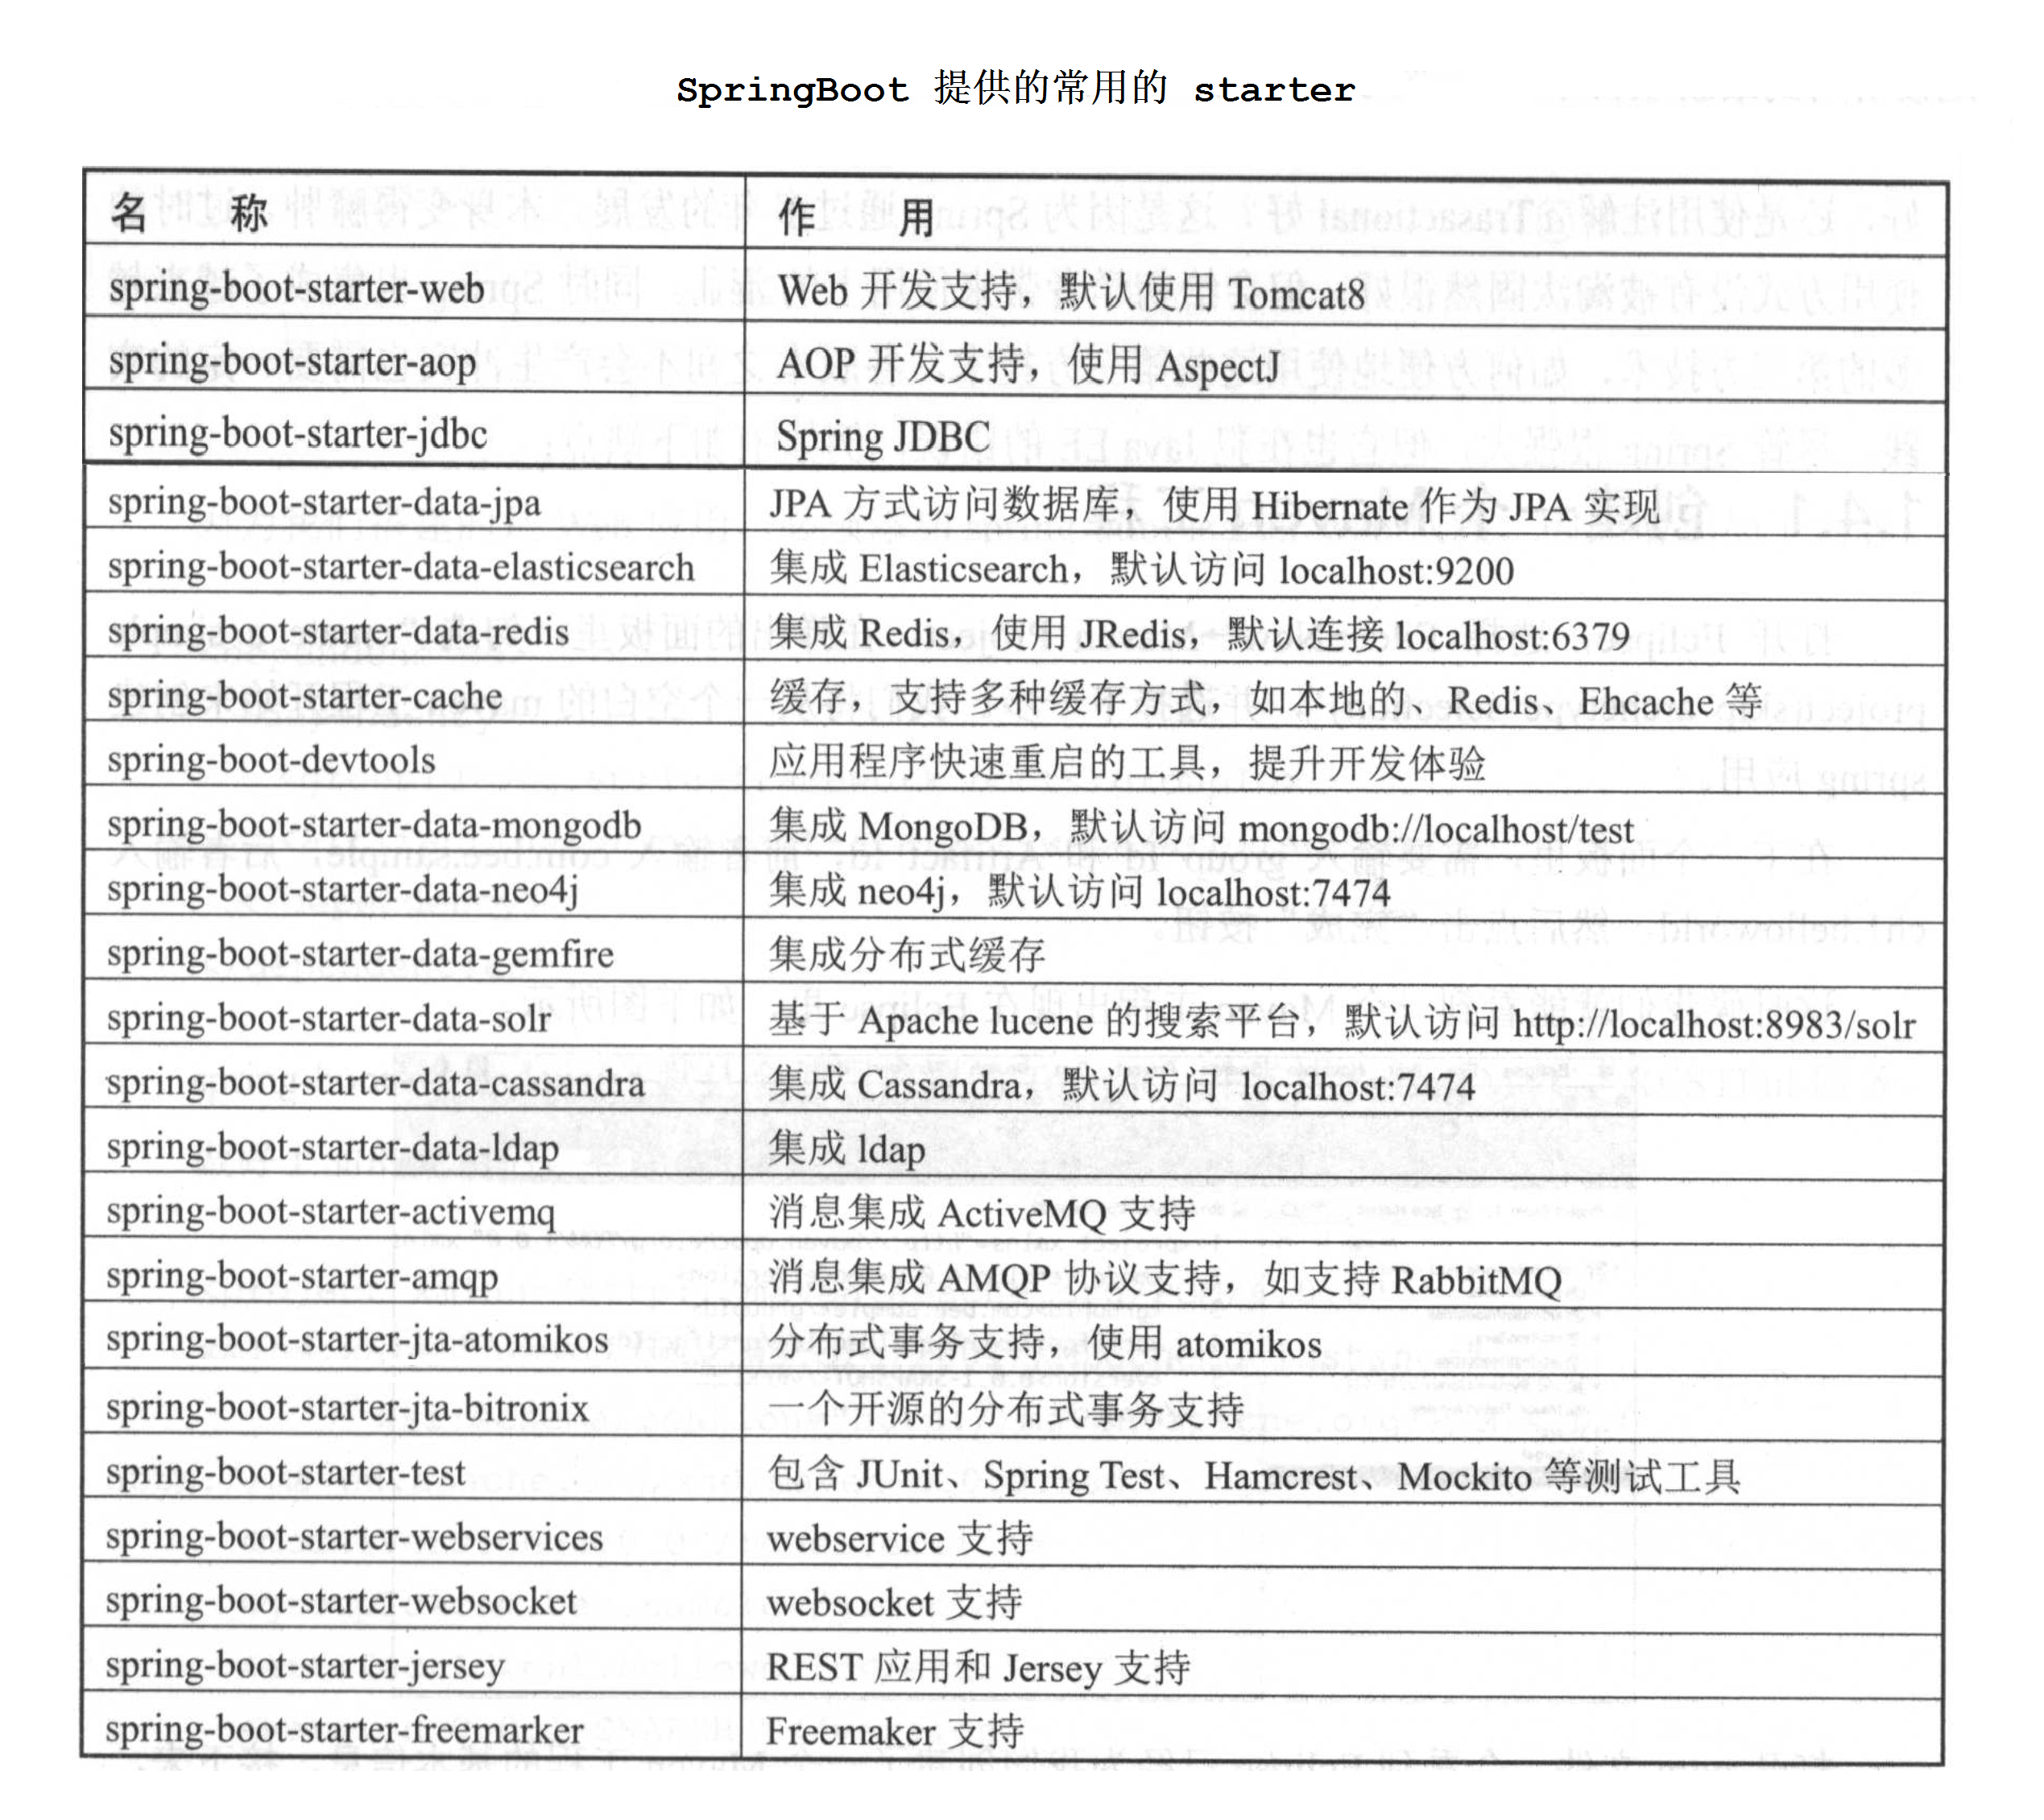 SpringBoot 提供的常用的 starter
名 称 作 用
spring-boot-starter-web Web 开发支持，默认使用 Tomcat8
spring-boot-starter-aop AOP 开发支持，使用 AspectJ
spring-boot-starter-jdbc Spring JDBC
spring-boot-starter-data-jpa JPA 方式访问数据库，使用 Hibernate 作为 JPA 实现
spring-boot-starter-data-elasticsearch 集成 Elasticsearch，默认访问 localhost:9200
spring-boot-starter-data-redis 集成 Redis，使用 JRedis，默认连接 localhost:6379
spring-boot-starter-cache 缓存，支持多种缓存方式，如本地的、Redis、Ehcache 等
spring-boot-devtools 应用程序快速重启的工具，提升开发体验
spring-boot-starter-data-mongodb 集成 MongoDB，默认访问 mongodb://localhost/test
spring-boot-starter-data-neo4j 集成 neo4j，默认访问 localhost:7474
spring-boot-starter-data-gemfire 集成分布式缓存
spring-boot-starter-data-solr 基于 Apache lucene 的搜索平台，默认访问 http://localhost:8983/solr
spring-boot-starter-data-cassandra 集成 Cassandra，默认访问 localhost:7474
spring-boot-starter-data-ldap 集成 ldap
spring-boot-starter-activemq 消息集成 ActiveMQ 支持
spring-boot-starter-amqp 消息集成 AMQP 协议支持，如支持 RabbitMQ
spring-boot-starter-jta-atomikos 分布式事务支持，使用 atomikos
spring-boot-starter-jta-bitronix 一个开源的分布式事务支持
spring-boot-starter-test 包含 JUnit、Spring Test、Hamcrest、Mockito 等测试工具
spring-boot-starter-webservices webservice 支持
spring-boot-starter-websocket websocket 支持
spring-boot-starter-jersey REST 应用和 Jersey 支持
spring-boot-starter-freemarker Freemaker 支持